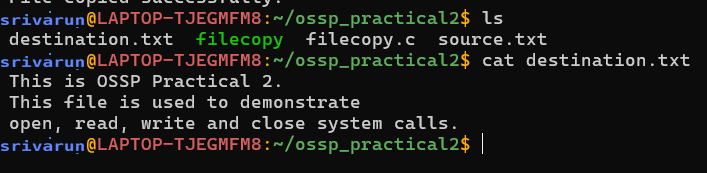 File copied successfully.
srivarun@LAPTOP-TJEGMFM8:~/ossp_practical2$ ls
destination.txt filecopy filecopy.c source.txt
srivarun@LAPTOP-TJEGMFM8:~/ossp_practical2$ cat destination.txt
This is OSSP Practical 2.
This file is used to demonstrate
open, read, write and close system calls.
srivarun@LAPTOP-TJEGMFM8:~/ossp_practical2$